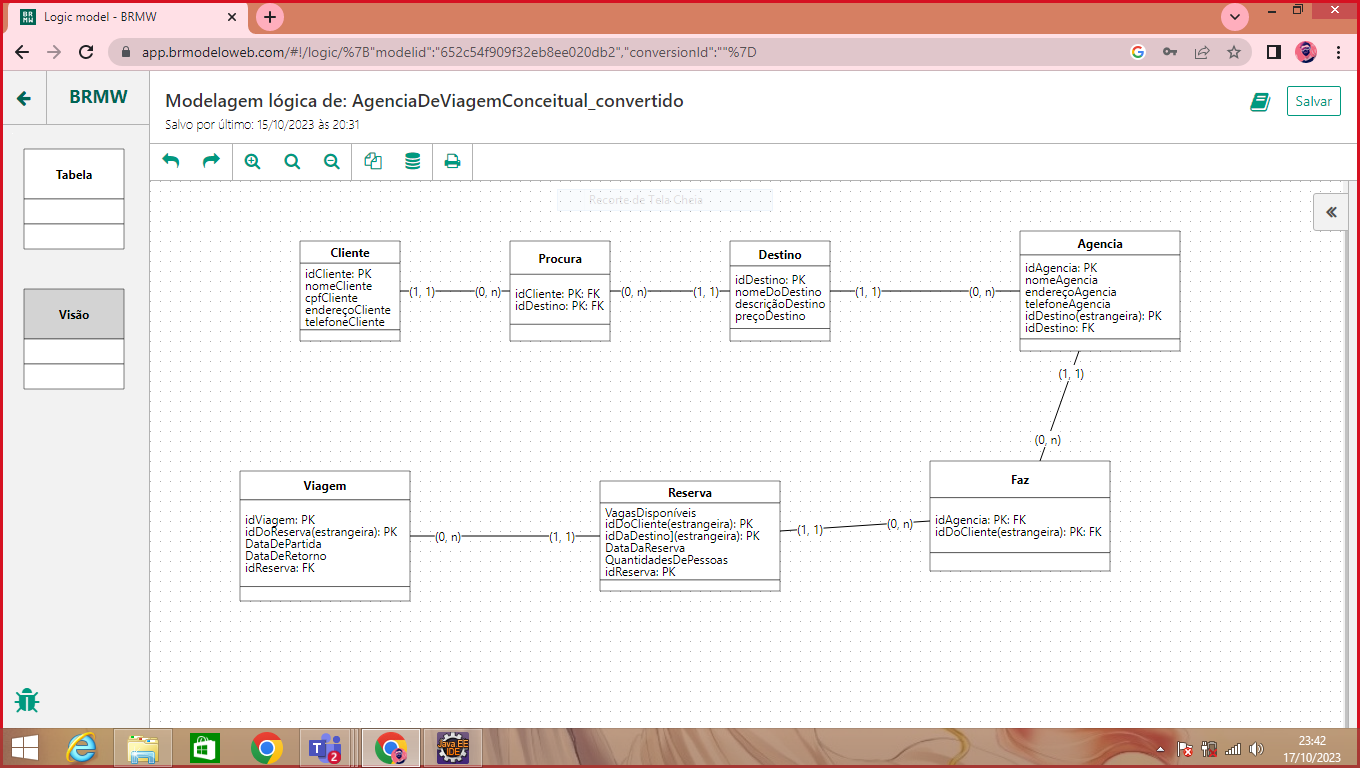 Logic model - BRMW
app.brmodeloweb.com/#!/logic/%7B"modelid":"652c54f909f32eb8ee020db2","conversionId":""%7D
BRMW
Modelagem lógica de: AgenciaDeViagemConceitual_convertido
Salvo por último: 15/10/2023 às 20:31
Salvar
Tabela
Visão
Recorte de Tela Cheia
Cliente
idCliente: PK
nomeCliente
cpfCliente
endereçoCliente
telefoneCliente
(1, 1)
(0, n)
Procura
idCliente: PK: FK
idDestino: PK: FK
(0, n)
(1, 1)
Destino
idDestino: PK
nomeDoDestino
descriçãoDestino
preçoDestino
(1, 1)
(0, n)
Agencia
idAgencia: PK
nomeAgencia
endereçoAgencia
telefoneAgencia
idDestino(estrangeira): PK
idDestino: FK
(1, 1)
(0, n)
Viagem
idViagem: PK
idDoReserva(estrangeira): PK
DataDePartida
DataDeRetorno
idReserva: FK
(0, n)
(1, 1)
Reserva
VagasDisponíveis
idDoCliente(estrangeira): PK
idDaDestino](estrangeira): PK
DataDaReserva
QuantidadesDePessoas
idReserva: PK
(1, 1)
(0, n)
Faz
idAgencia: PK: FK
idDoCliente(estrangeira): PK: FK
2
Java EE
IDE
23:42
17/10/2023